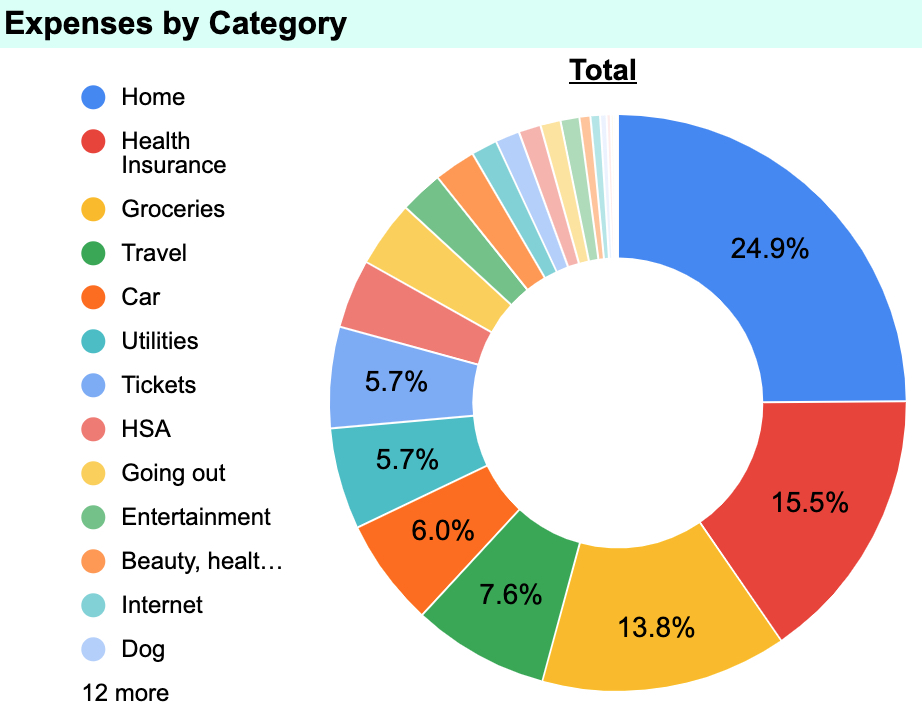 Expenses by Category
Total
Home
Health
Insurance
Groceries
Travel
Car
Utilities
Tickets
HSA
Going out
Entertainment
Beauty, healt…
Internet
Dog
12 more
24.9%
15.5%
13.8%
7.6%
6.0%
5.7%
5.7%